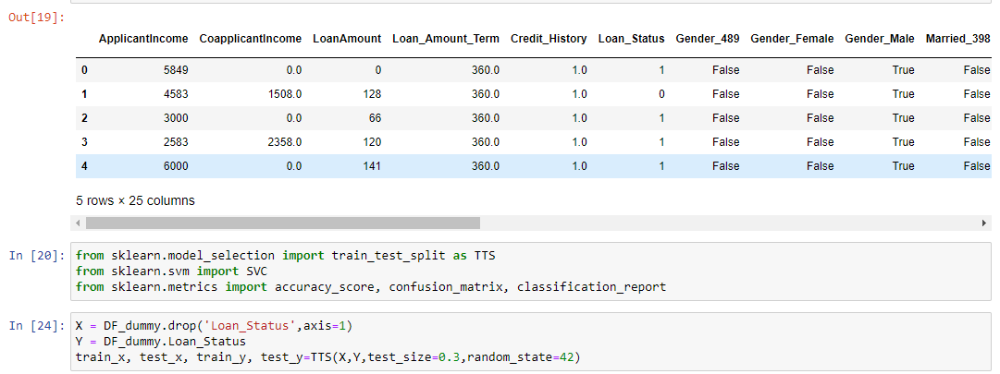 Out[19]:
ApplicantIncome CoapplicantIncome LoanAmount Loan_Amount_Term Credit_History Loan_Status Gender_489 Gender_Female Gender_Male Married_398
0 5849 0.0 0 360.0 1.0 1 False False True False
1 4583 1508.0 128 360.0 1.0 0 False False True False
2 3000 0.0 66 360.0 1.0 1 False False True False
3 2583 2358.0 120 360.0 1.0 1 False False True False
4 6000 0.0 141 360.0 1.0 1 False False True False
5 rows × 25 columns
In [20]: from sklearn.model_selection import train_test_split as TTS
from sklearn.svm import SVC
from sklearn.metrics import accuracy_score, confusion_matrix, classification_report
In [24]: X = DF_dummy.drop('Loan_Status',axis=1)
Y = DF_dummy.Loan_Status
train_x, test_x, train_y, test_y=TTS(X,Y,test_size=0.3,random_state=42)